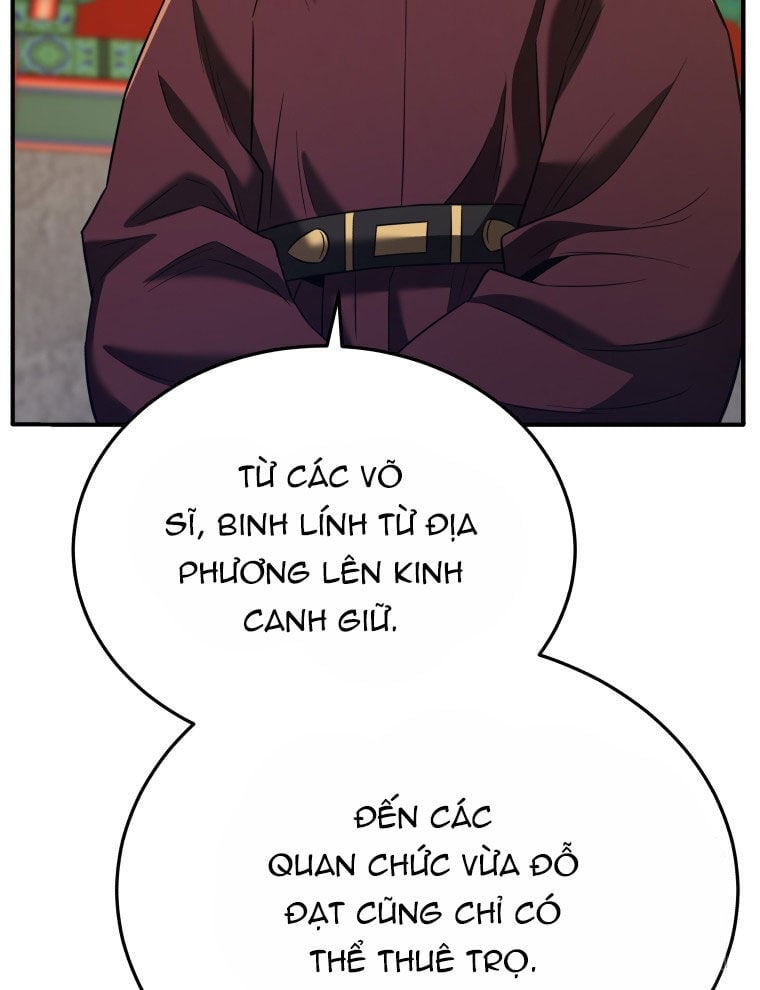 TỪ CÁC VÕ
SĨ, BINH LÍNH TỪ ĐỊA
PHƯƠNG LÊN KINH
CANH GIỮ.
ĐẾN CÁC
QUAN CHỨC VỪA ĐỖ
ĐẠT CŨNG CHỈ CÓ
THỂ THUÊ TRỌ.